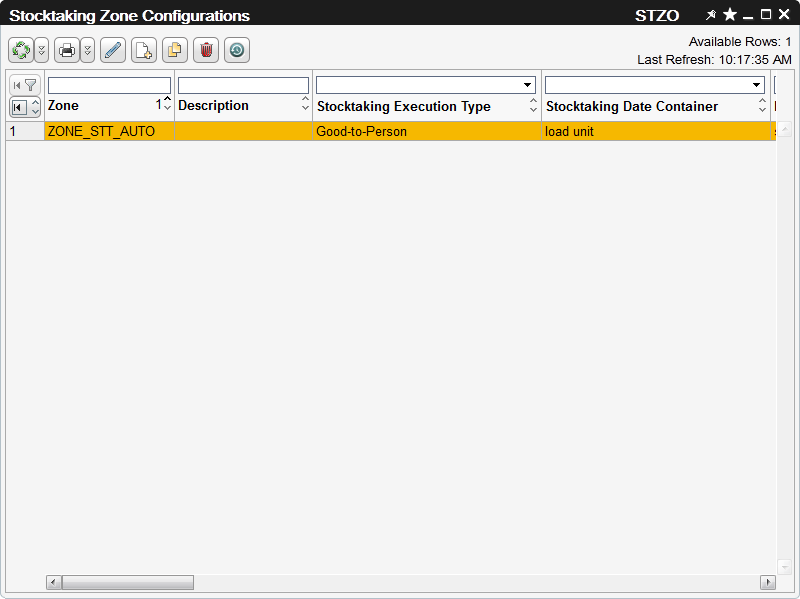 Stocktaking Zone Configurations STZO
Available Rows: 1
Last Refresh: 10:17:35 AM
Zone 1 Description Stocktaking Execution Type Stocktaking Date Container
1 ZONE_STT_AUTO Good-to-Person load unit